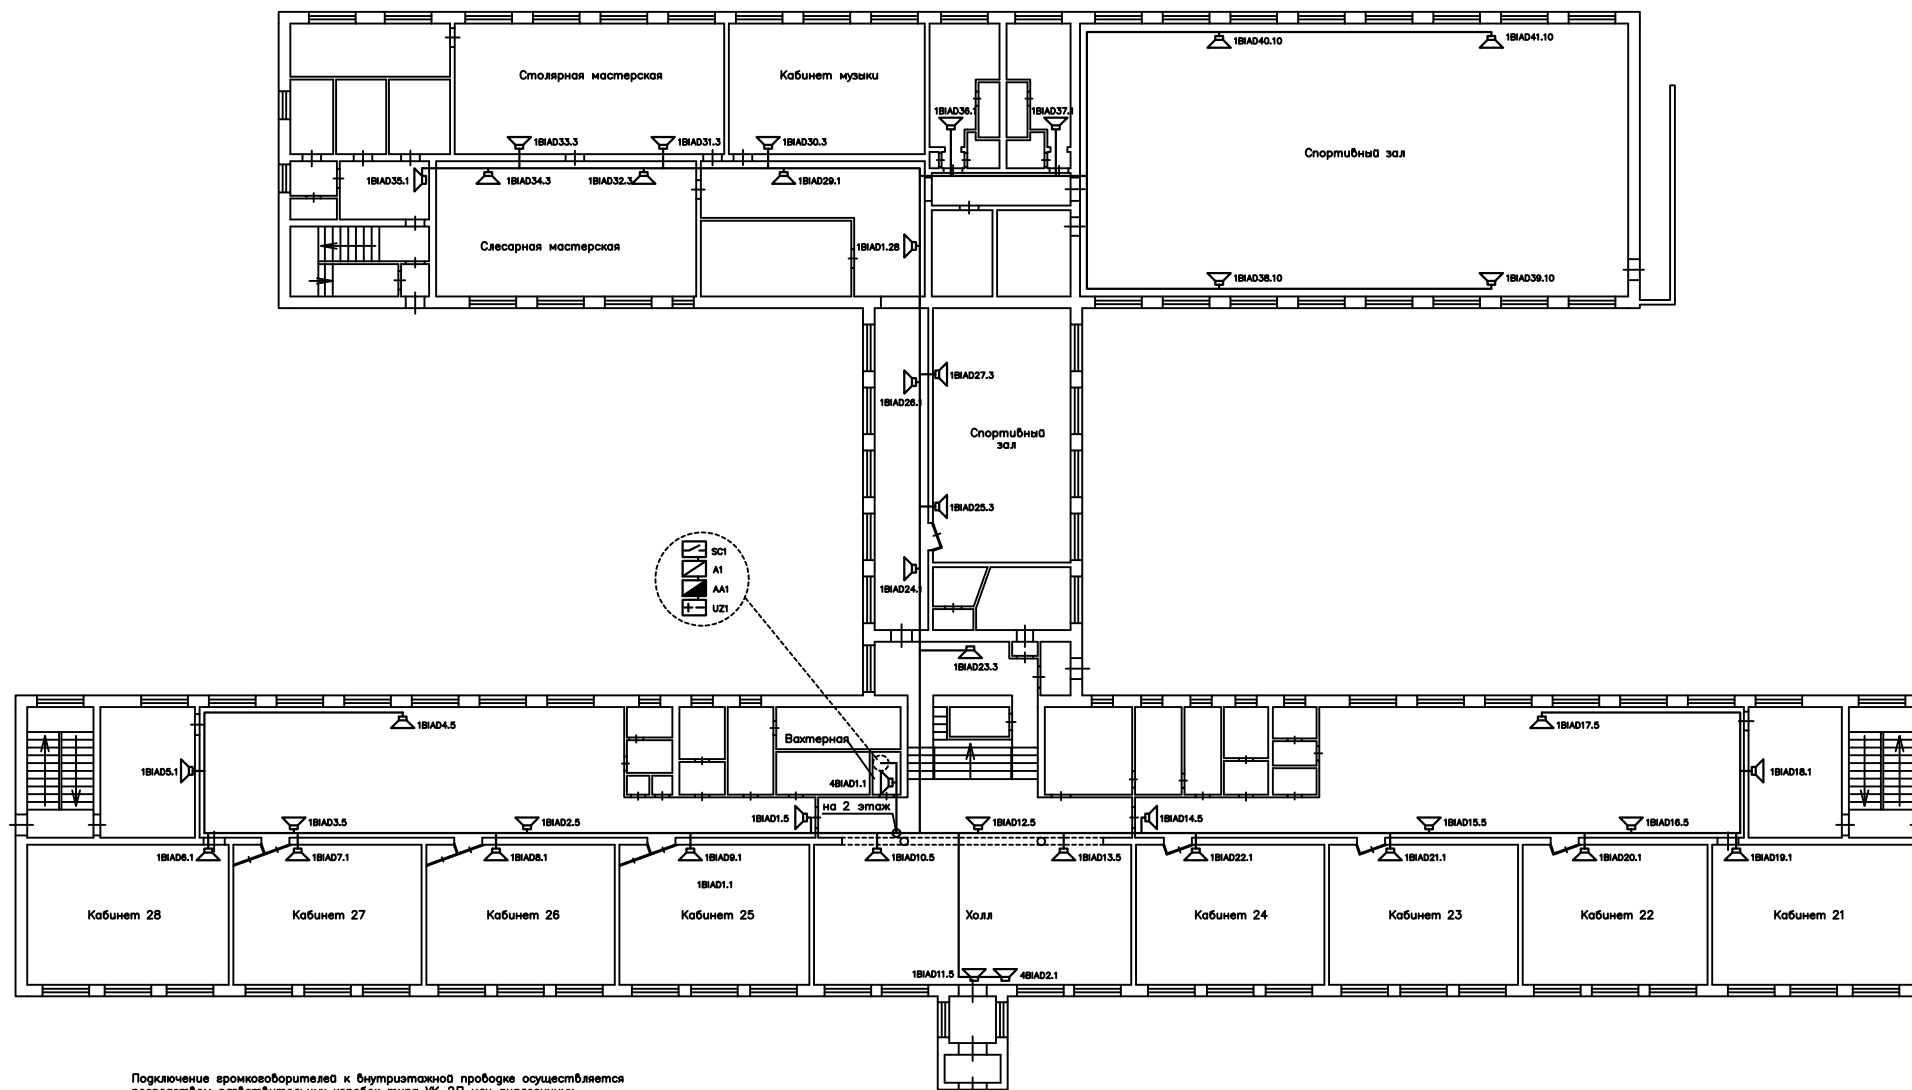 1BIAD40.10
1BIAD41.10
Столярная мастерская
Кабинет музыки
1BIAD36.1
1BIAD37.1
1BIAD33.3
1BIAD31.3
1BIAD30.3
Спортивный зал
1BIAD35.1
1BIAD34.3
1BIAD32.3
1BIAD29.1
Слесарная мастерская
1BIAD1.28
1BIAD38.10
1BIAD39.10
1BIAD27.3
1BIAD26.1
Спортивный
зал
1BIAD25.3
SC1
A1
AA1
UZ1
1BIAD24.1
1BIAD23.3
1BIAD4.5
1BIAD17.5
Вахтерная
1BIAD5.1
4BIAD1.1
1BIAD18.1
на 2 этаж
1BIAD3.5
1BIAD2.5
1BIAD1.5
1BIAD12.5
1BIAD14.5
1BIAD15.5
1BIAD16.5
1BIAD6.1
1BIAD7.1
1BIAD8.1
1BIAD9.1
1BIAD10.5
1BIAD13.5
1BIAD22.1
1BIAD21.1
1BIAD20.1
1BIAD19.1
1BIAD1.1
Кабинет 28
Кабинет 27
Кабинет 26
Кабинет 25
Холл
Кабинет 24
Кабинет 23
Кабинет 22
Кабинет 21
1BIAD11.5
4BIAD2.1
Подключение громкоговорителей к внутриэтажной проводке осуществляется